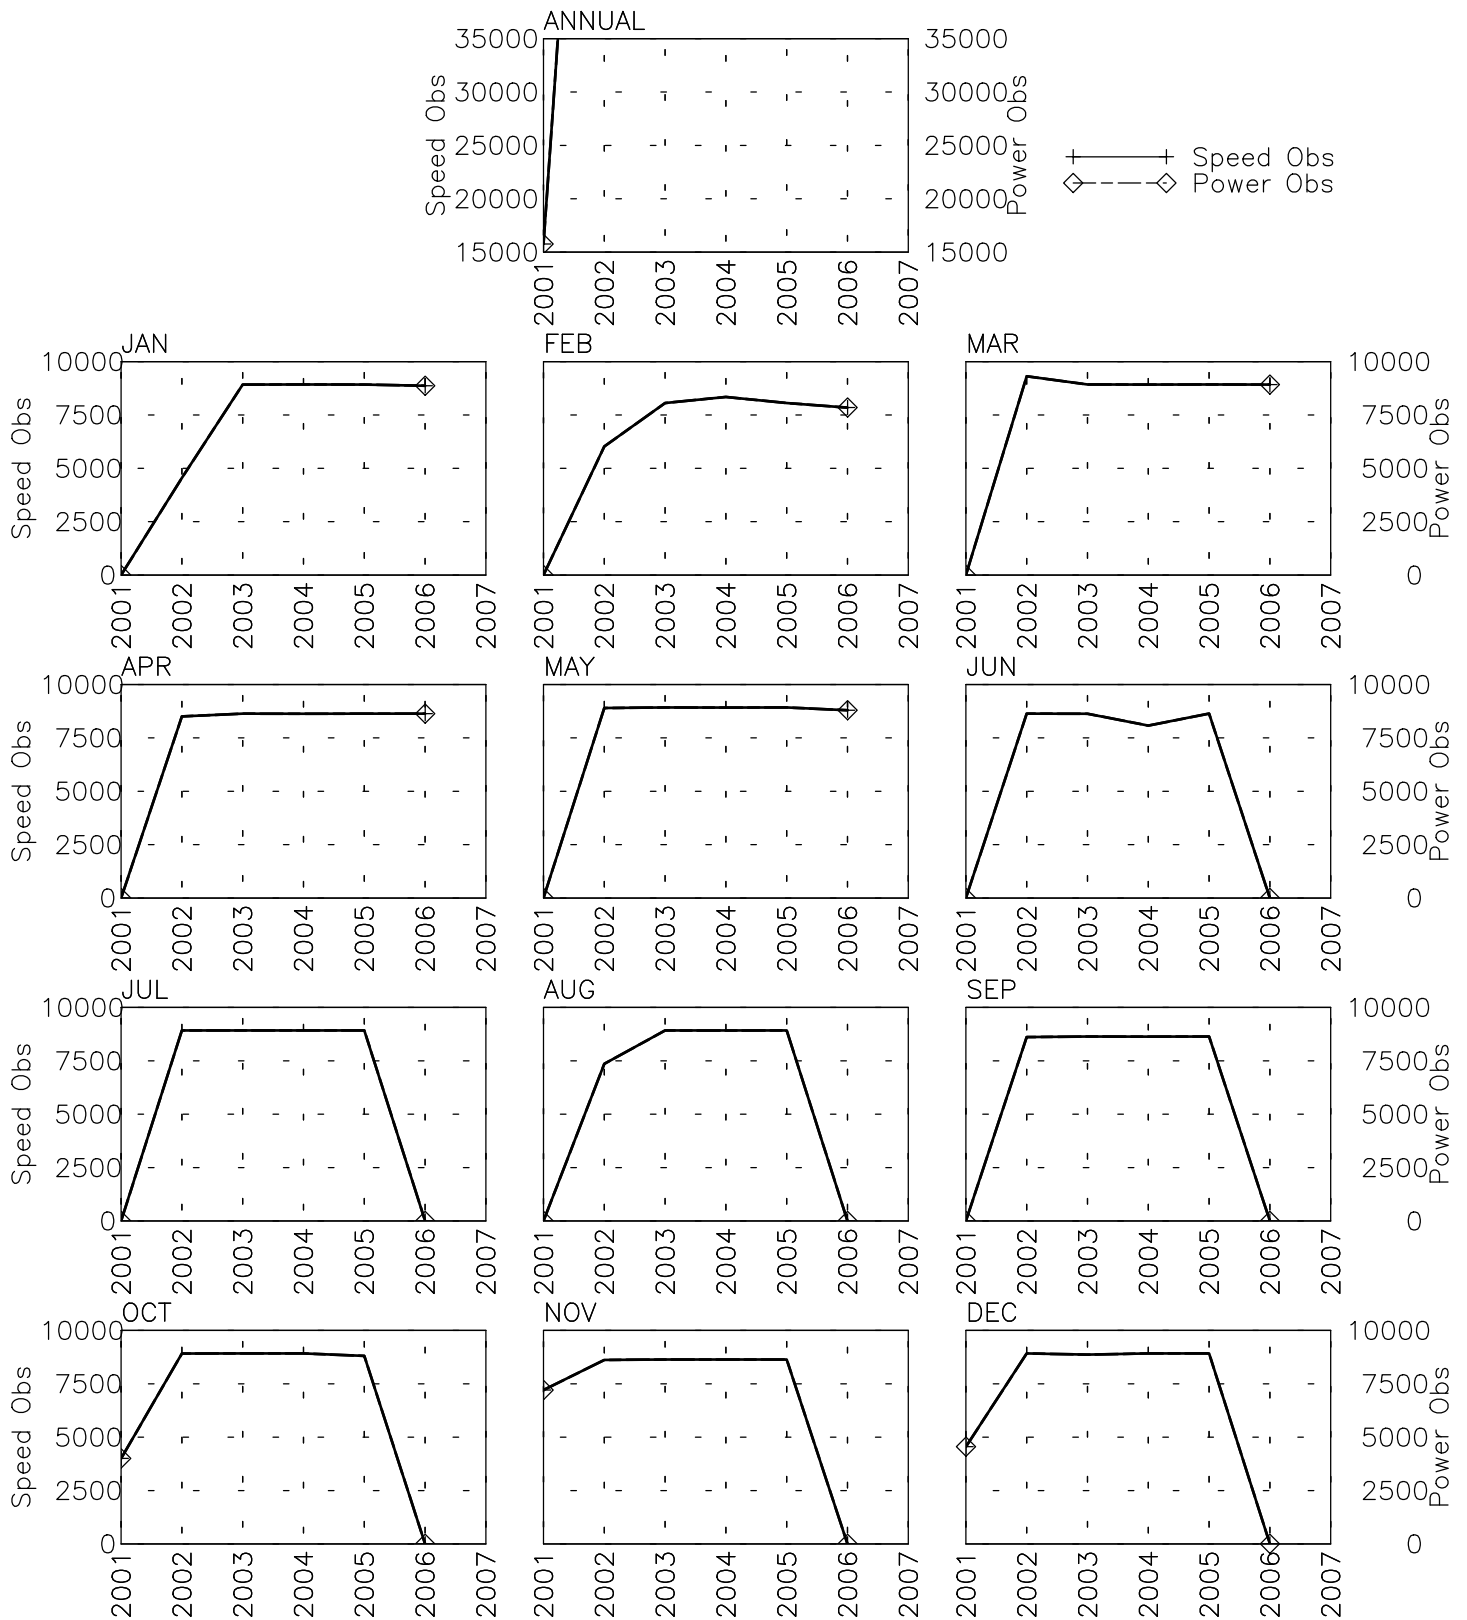 ANNUAL
35000 35000
30000 30000
25000 25000
20000 20000
15000 15000
Speed Obs
Power Obs
2001 2002 2003 2004 2005 2006 2007
Speed Obs
Power Obs
JAN FEB MAR
10000 10000
7500 7500
5000 5000
2500 2500
0 0
Speed Obs
Power Obs
2001 2002 2003 2004 2005 2006 2007 2001 2002 2003 2004 2005 2006 2007 2001 2002 2003 2004 2005 2006 2007
APR MAY JUN
10000 10000
7500 7500
5000 5000
2500 2500
0 0
Speed Obs
Power Obs
2001 2002 2003 2004 2005 2006 2007 2001 2002 2003 2004 2005 2006 2007 2001 2002 2003 2004 2005 2006 2007
JUL AUG SEP
10000 10000
7500 7500
5000 5000
2500 2500
0 0
Speed Obs
Power Obs
2001 2002 2003 2004 2005 2006 2007 2001 2002 2003 2004 2005 2006 2007 2001 2002 2003 2004 2005 2006 2007
OCT NOV DEC
10000 10000
7500 7500
5000 5000
2500 2500
0 0
Speed Obs
Power Obs
2001 2002 2003 2004 2005 2006 2007 2001 2002 2003 2004 2005 2006 2007 2001 2002 2003 2004 2005 2006 2007